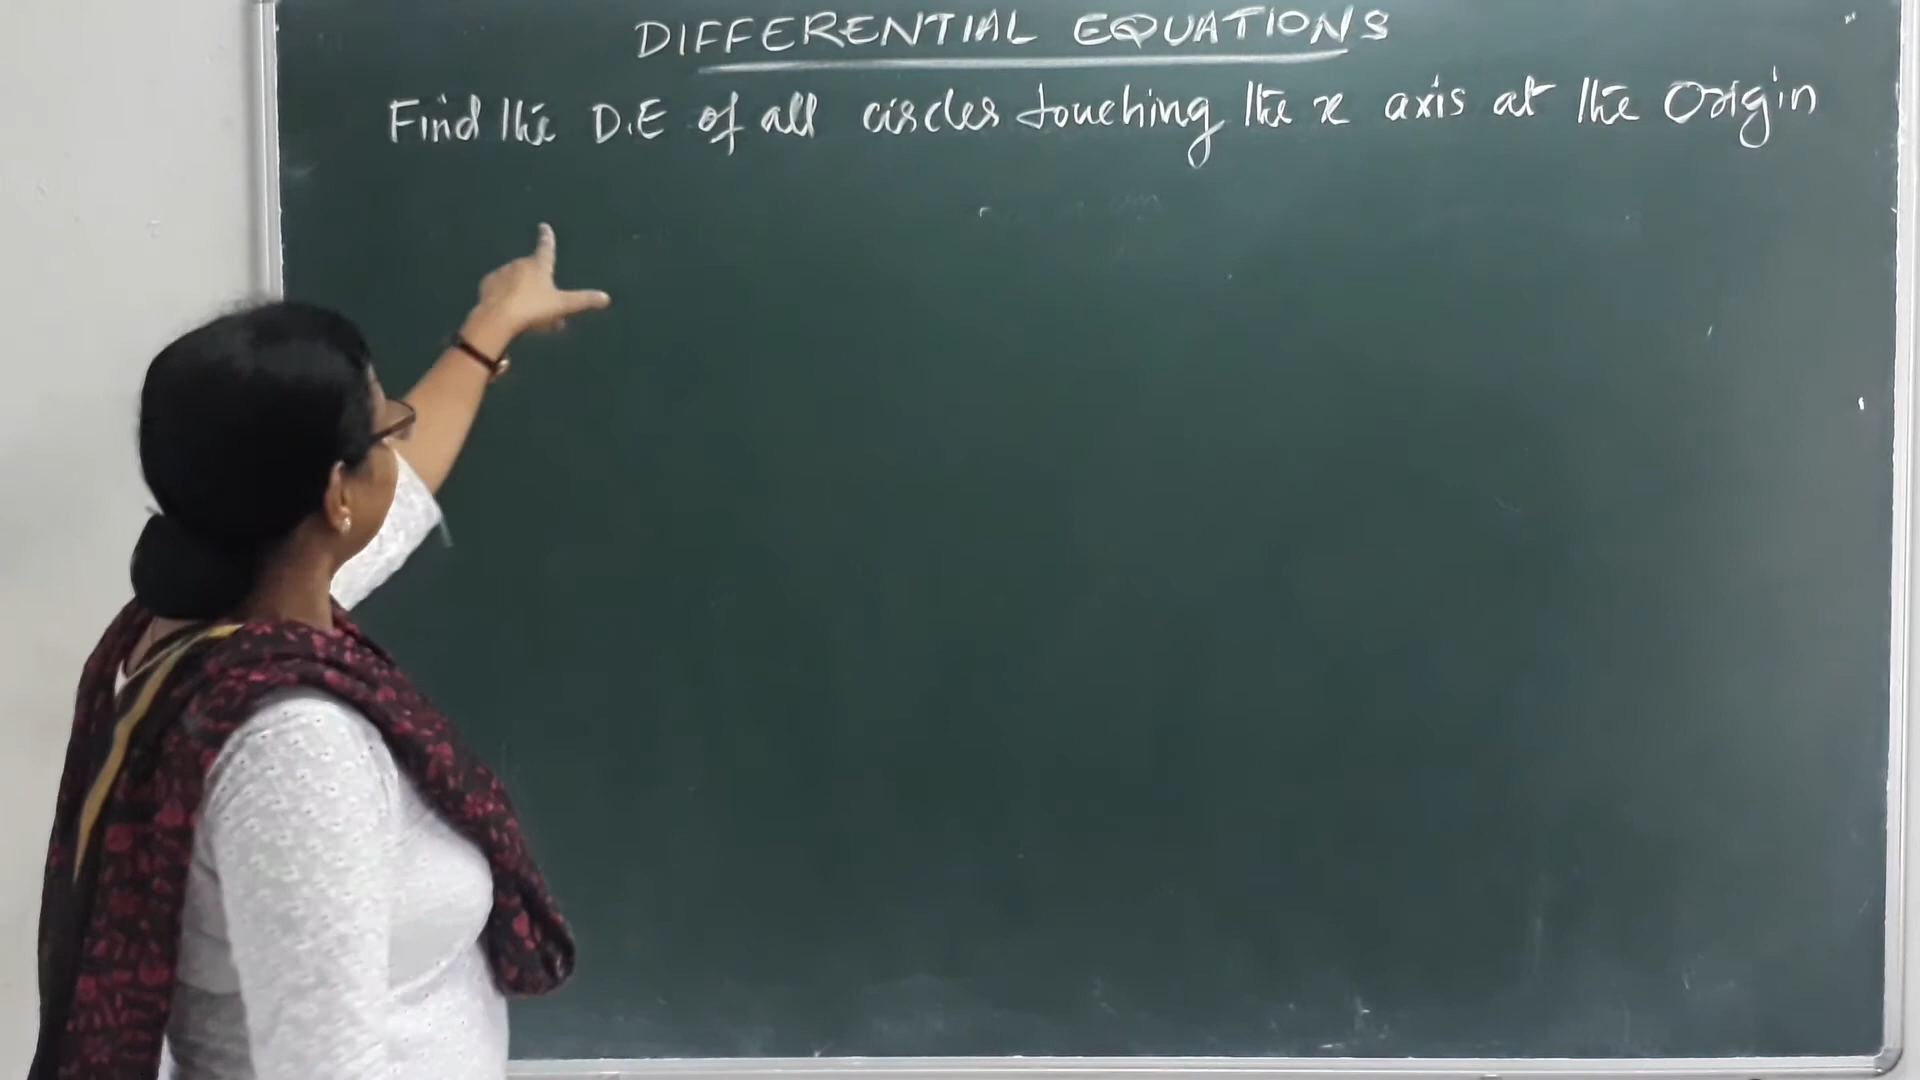 DIFFERENTIAL EQUATIONS
Find the D.E of all circles touching the x axis at the Origin